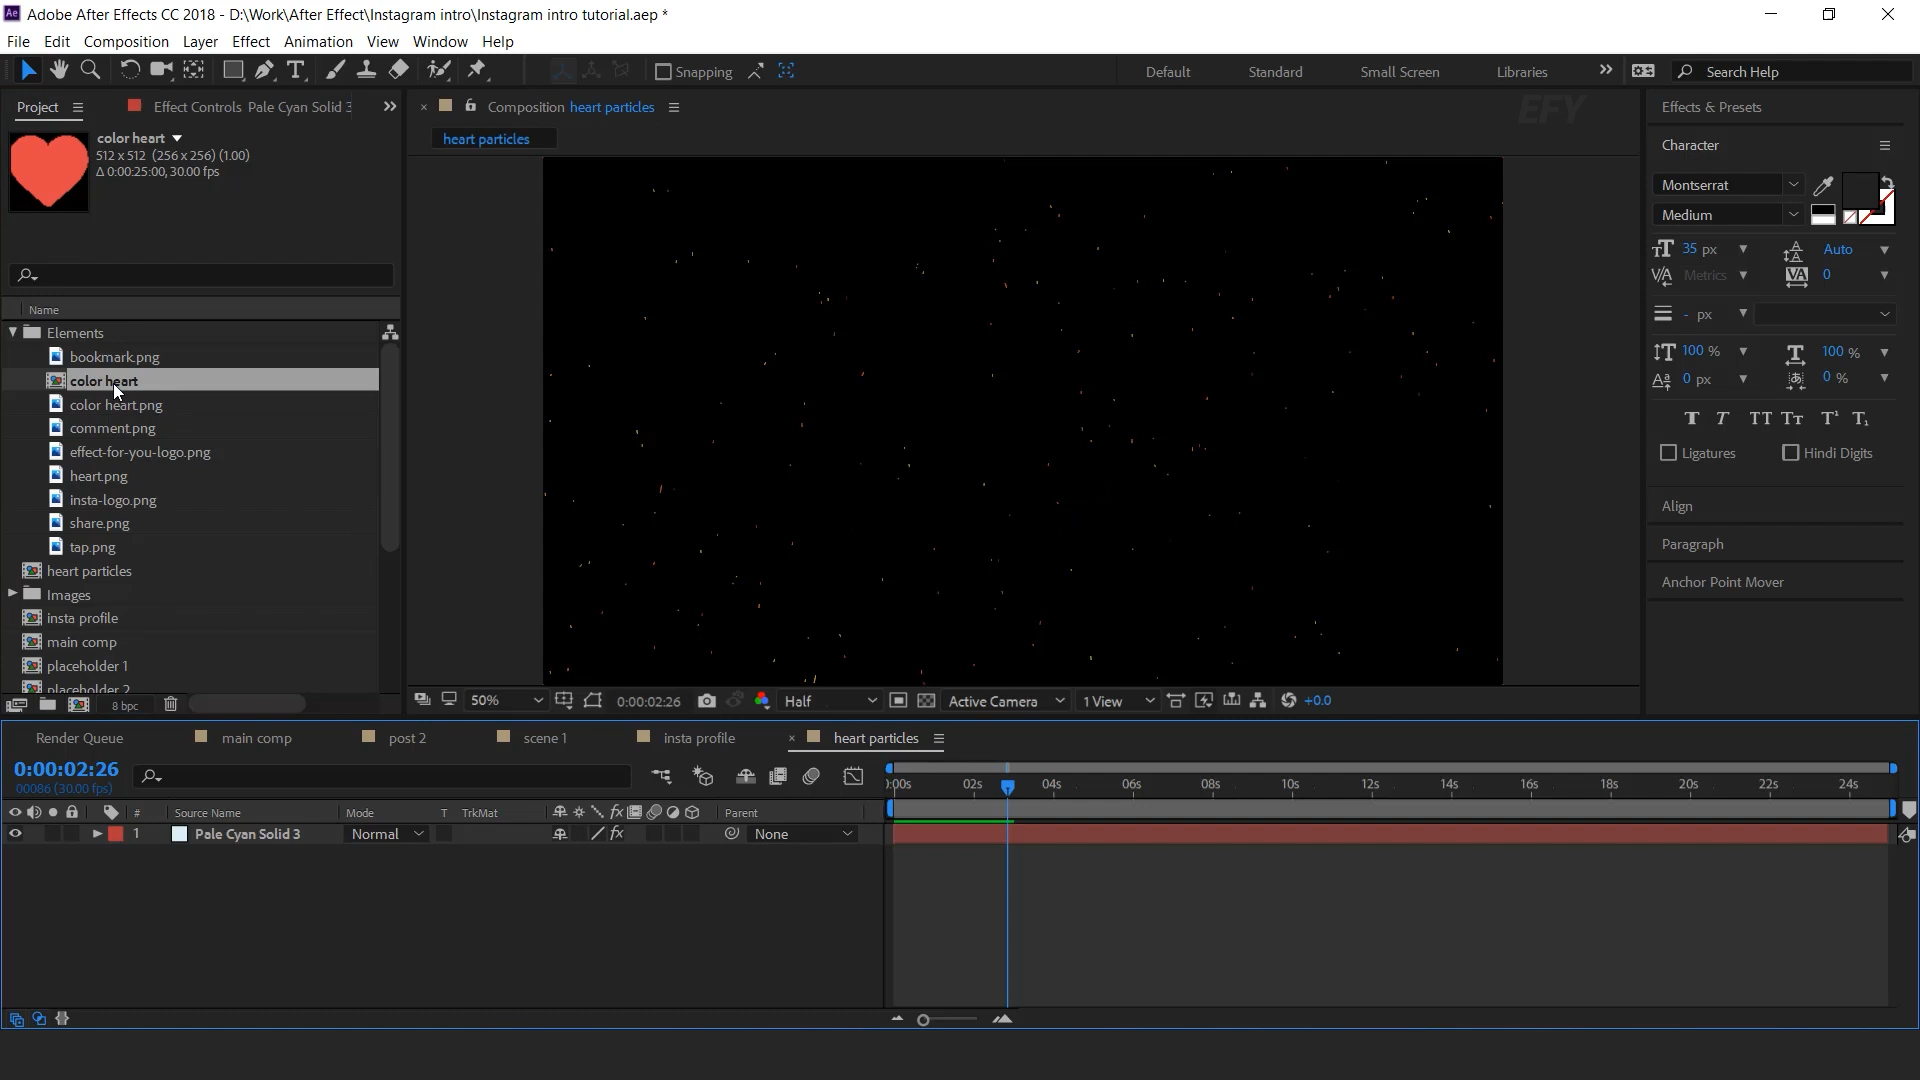 Adobe After Effects CC 2018 - D:\Work\After Effect\Instagram intro\Instagram intro tutorial.aep *
File Edit Composition Layer Effect Animation View Window Help
Snapping Default Standard Small Screen Libraries Search Help
Project Effect Controls Pale Cyan Solid 3
Composition heart particles
EFY
Effects & Presets
color heart
512 x 512 (256 x 256) (1.00)
Δ 0:00:25:00, 30.00 fps
heart particles
Character
Montserrat
Medium
35 px Auto
Metrics 0
- px
100 % 100 %
0 px 0 %
Ligatures Hindi Digits
Align
Paragraph
Anchor Point Mover
Name
Elements
bookmark.png
color heart
color heart.png
comment.png
effect-for-you-logo.png
heart.png
insta-logo.png
share.png
tap.png
heart particles
Images
insta profile
main comp
placeholder 1
placeholder 2
8 bpc
50% 0:00:02:26 Half Active Camera 1 View +0.0
Render Queue main comp post 2 scene 1 insta profile heart particles
0:00:02:26
00086 (30.00 fps)
:00s 02s 04s 06s 08s 10s 12s 14s 16s 18s 20s 22s 24s
# Source Name Mode T TrkMat Parent
1 Pale Cyan Solid 3 Normal None